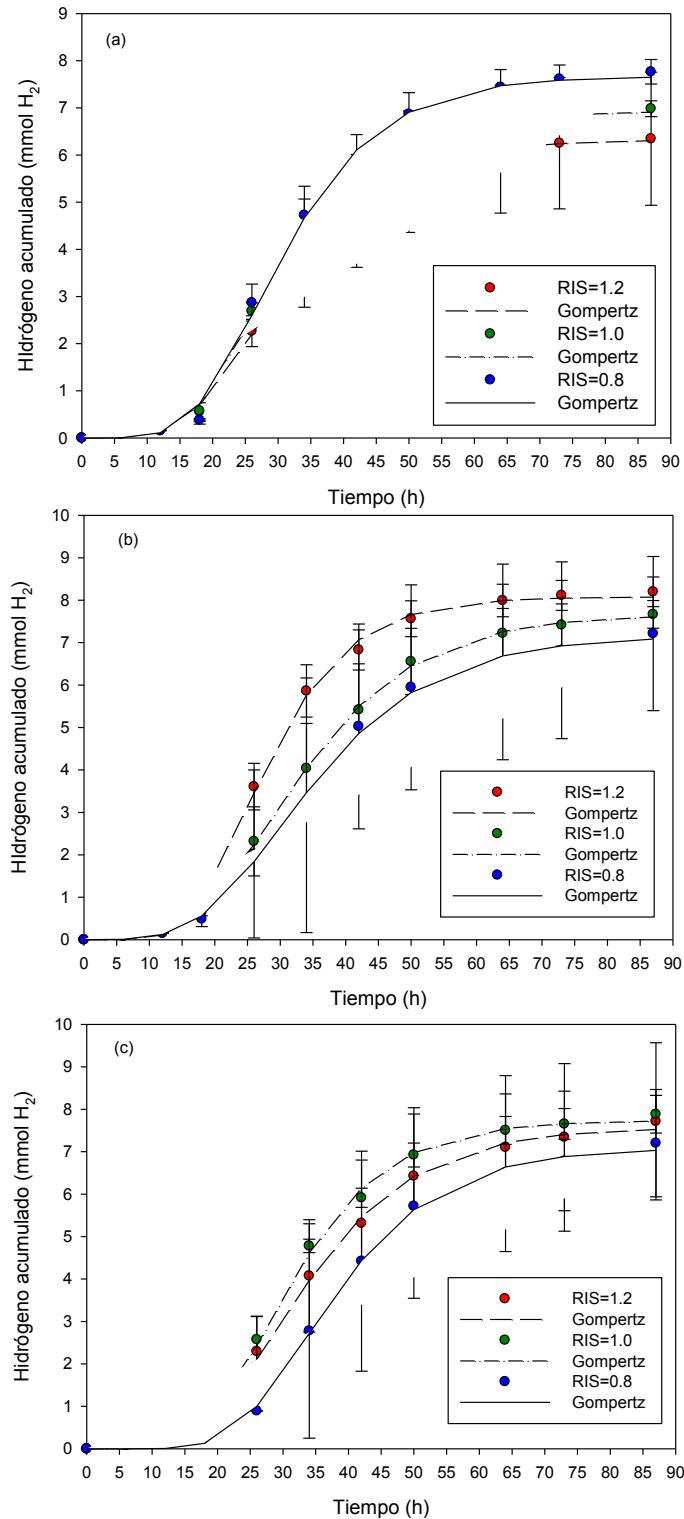 (a)
HIdrógeno acumulado (mmol H2)
9
8
7
6
5
4
3
2
1
0
RIS=1.2
Gompertz
RIS=1.0
Gompertz
RIS=0.8
Gompertz
0 5 10 15 20 25 30 35 40 45 50 55 60 65 70 75 80 85 90
Tiempo (h)
(b)
HIdrógeno acumulado (mmol H2)
10
9
8
7
6
5
4
3
2
1
0
RIS=1.2
Gompertz
RIS=1.0
Gompertz
RIS=0.8
Gompertz
0 5 10 15 20 25 30 35 40 45 50 55 60 65 70 75 80 85 90
Tiempo (h)
(c)
Hidrógeno acumulado (mmol H2)
10
9
8
7
6
5
4
3
2
1
0
RIS=1.2
Gompertz
RIS=1.0
Gompertz
RIS=0.8
Gompertz
0 5 10 15 20 25 30 35 40 45 50 55 60 65 70 75 80 85 90
Tiempo (h)